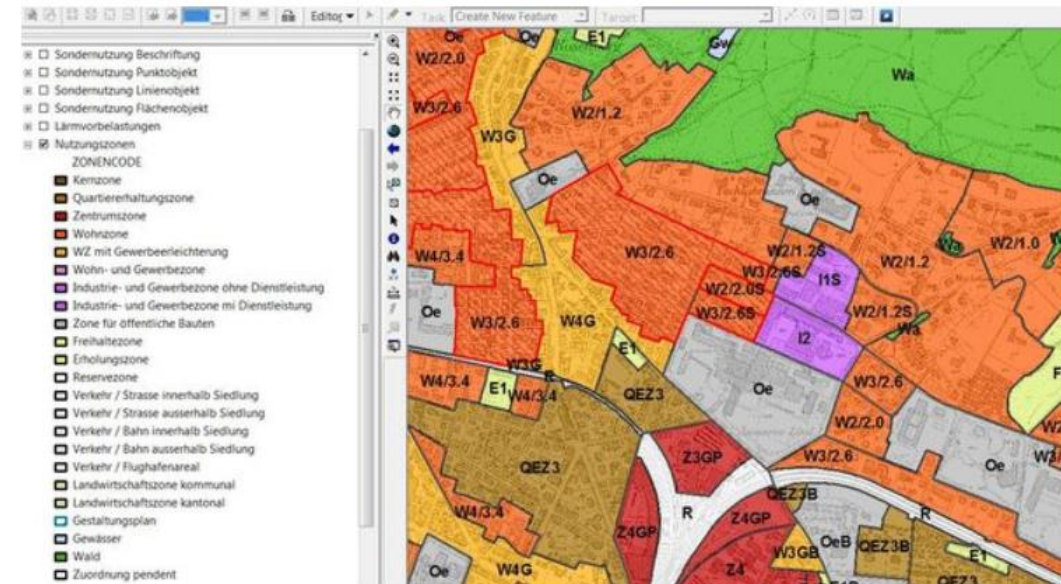 Editor
Task: Create New Feature
Target:
Sondernutzung Beschriftung
Sondernutzung Punktobjekt
Sondernutzung Linienobjekt
Sondernutzung Flächenobjekt
Lärmvorbelastungen
Nutzungszonen
ZONENCODE
Kernzone
Quartiererhaltungszone
Zentrumszone
Wohnzone
WZ mit Gewerbeerleichterung
Wohn- und Gewerbezone
Industrie- und Gewerbezone ohne Dienstleistung
Industrie- und Gewerbezone mi Dienstleistung
Zone für öffentliche Bauten
Freihaltezone
Erholungszone
Reservezone
Verkehr / Strasse innerhalb Siedlung
Verkehr / Strasse ausserhalb Siedlung
Verkehr / Bahn innerhalb Siedlung
Verkehr / Bahn ausserhalb Siedlung
Verkehr / Flughafenareal
Landwirtschaftszone kommunal
Landwirtschaftszone kantonal
Gestaltungsplan
Gewässer
Wald
Zuordnung pendent
Oe
Oe
E1
Gw
W2/2.0
Wa
W3/2.6
W2/1.2
W3G
Oe
Oe
W4/3.4
W3/2.6
W2/1.2S
W2/1.0
Wa
W3/2.6S
W2/1.2
W2/2.0S
I1S
Oe
W3/2.6
W4G
W3/2.6S
W2/1.2S
Wa
I2
E1
W3G
R
W4/3.4
E1
W4/3.4
QEZ3
Oe
W3/2.6
W2/2.0
QEZ3
Z3GP
W3/2.6
Oe
QEZ3B
W4/3.4
Z4GP
R
Z4GP
R
OeB
QEZ3B
W3GB
E1
Oe
W4G
Z4